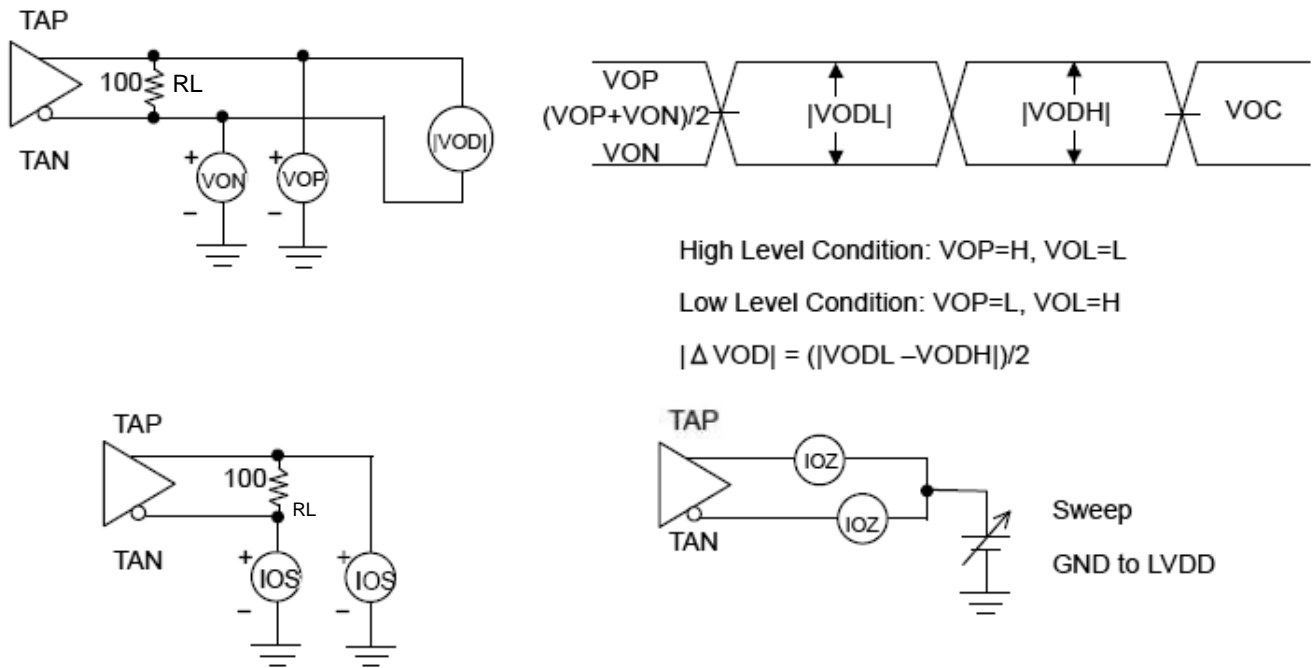 TAP
100 RL
|VOD|
TAN
+ VON −
+ VOP −
VOP
(VOP+VON)/2
VON
|VODL|
|VODH|
VOC
High Level Condition: VOP=H, VOL=L
Low Level Condition: VOP=L, VOL=H
|Δ VOD| = (|VODL –VODH|)/2
TAP
100
RL
TAN
+ IOS −
+ IOS −
TAP
IOZ
IOZ
TAN
Sweep
GND to LVDD